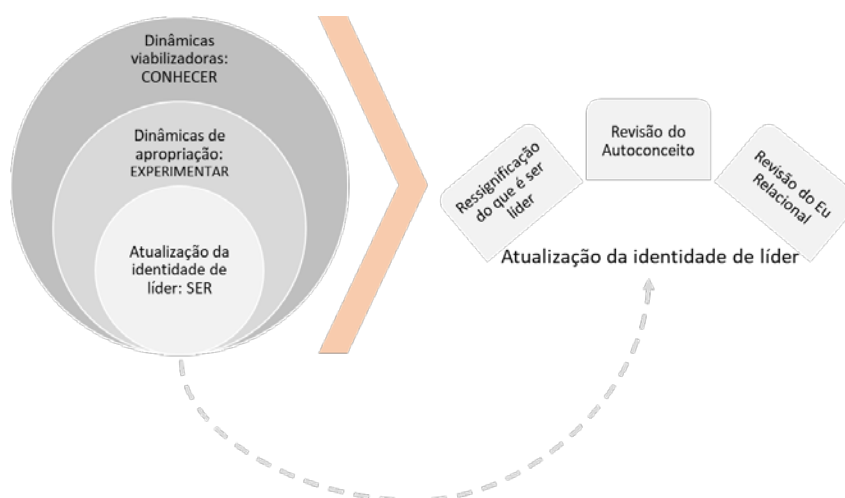 Dinâmicas
viabilizadoras:
CONHECER
Dinâmicas de
apropriação:
EXPERIMENTAR
Atualização da
identidade de
líder: SER
Ressignificação
do que é ser
líder
Revisão do
Autoconceito
Revisão do Eu
Relacional
Atualização da identidade de líder